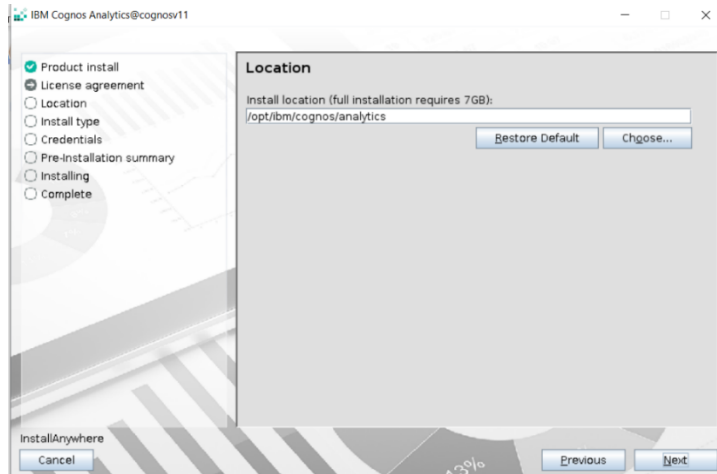 IBM Cognos Analytics@cognosv11
Product install
License agreement
Location
Install type
Credentials
Pre-Installation summary
Installing
Complete
Location
Install location (full installation requires 7GB):
/opt/ibm/cognos/analytics
Restore Default
Choose...
InstallAnywhere
Cancel
13%
Previous
Next